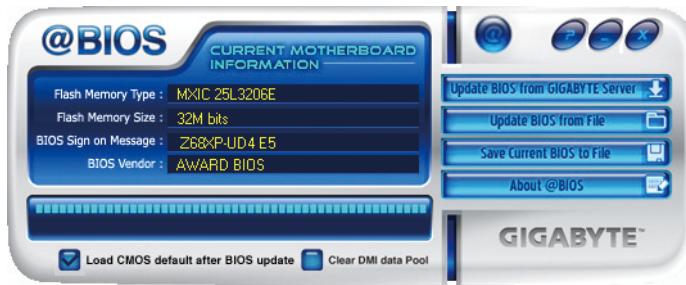 @BIOS
CURRENT MOTHERBOARD
INFORMATION
Flash Memory Type : MXIC 25L3206E
Flash Memory Size : 32M bits
BIOS Sign on Message : Z68XP-UD4 E5
BIOS Vendor : AWARD BIOS
Load CMOS default after BIOS update
Clear DMI data Pool
@ ? – X
Update BIOS from GIGABYTE Server
Update BIOS from File
Save Current BIOS to File
About @BIOS
GIGABYTE™